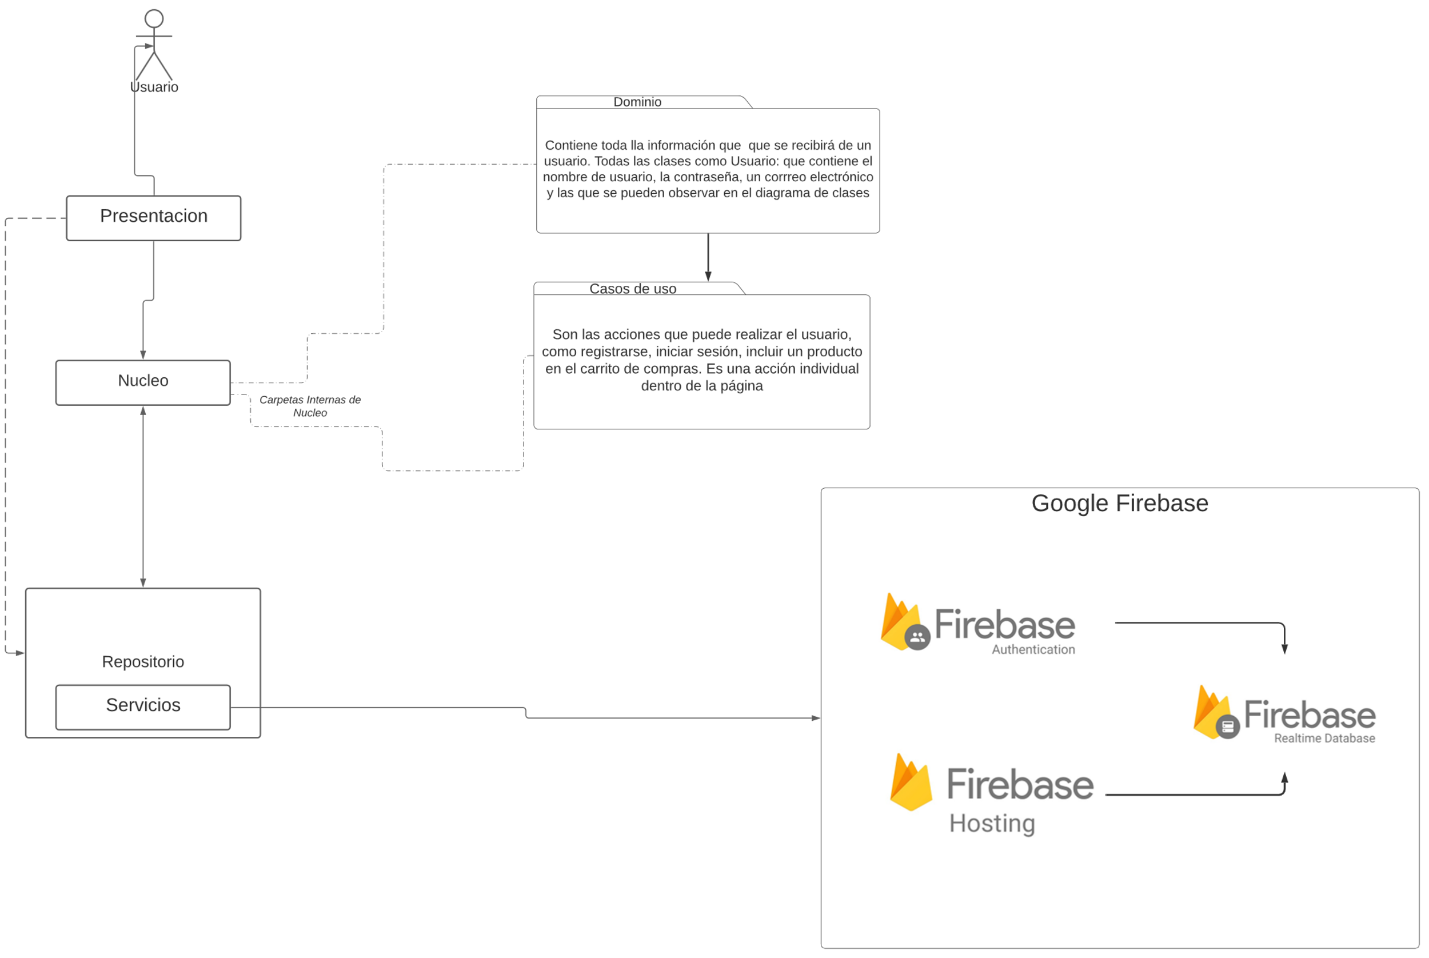 Usuario
Presentacion
Nucleo
Carpetas Internas de
Nucleo
Repositorio
Servicios
Dominio
Contiene toda lla información que  que se recibirá de un
usuario. Todas las clases como Usuario: que contiene el
nombre de usuario, la contraseña, un corrreo electrónico
y las que se pueden observar en el diagrama de clases
Casos de uso
Son las acciones que puede realizar el usuario,
como registrarse, iniciar sesión, incluir un producto
en el carrito de compras. Es una acción individual
dentro de la página
Google Firebase
Firebase
Authentication
Firebase
Realtime Database
Firebase
Hosting